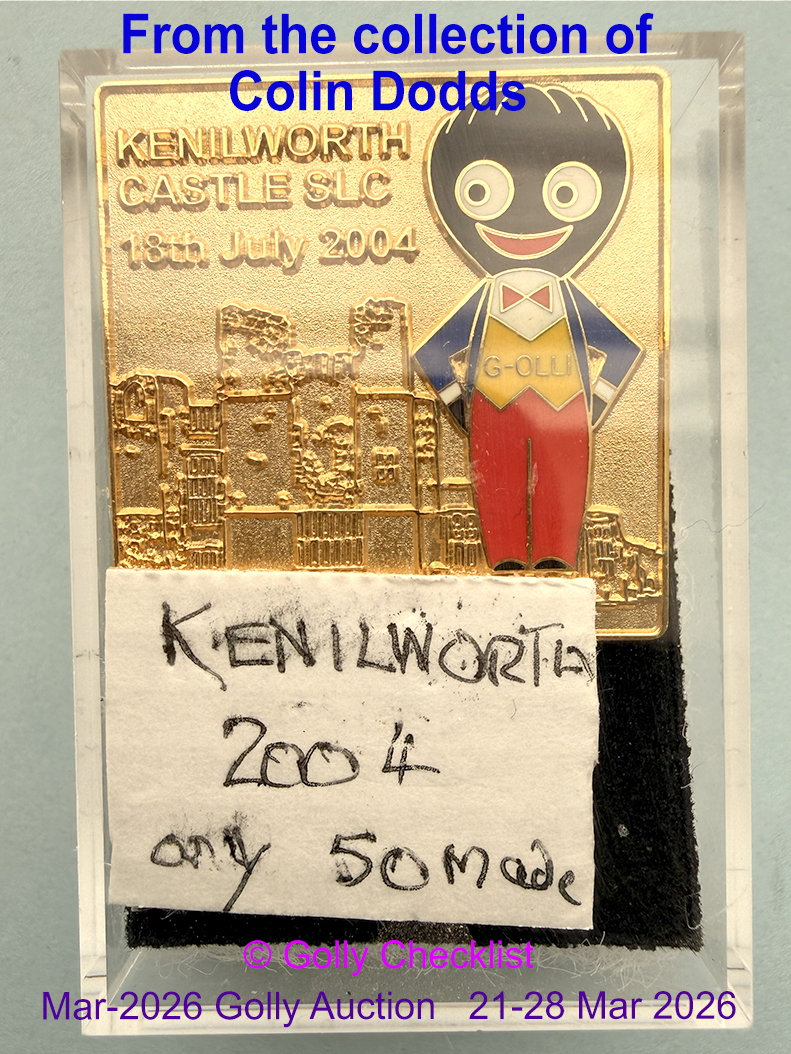 From the collection of
Colin Dodds
KENILWORTH
CASTLE SLC
18th July 2004
G-OLLI
KENILWORTH
2004
only 50 made
© Golly Checklist
Mar-2026 Golly Auction 21-28 Mar 2026